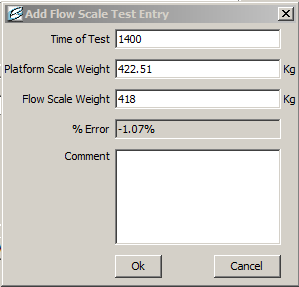 Add Flow Scale Test Entry
Time of Test 1400
Platform Scale Weight 422.51 Kg
Flow Scale Weight 418 Kg
% Error -1.07%
Comment
Ok Cancel